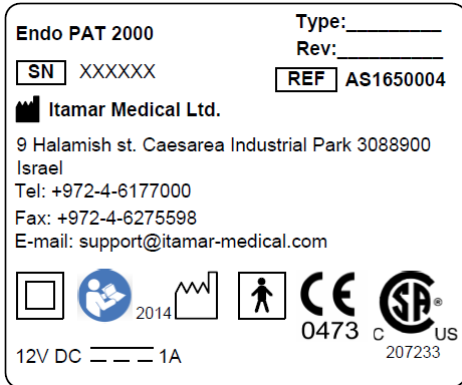 Endo PAT 2000
Type:_________
Rev:_________
SN XXXXXX
REF AS1650004
Itamar Medical Ltd.
9 Halamish st. Caesarea Industrial Park 3088900
Israel
Tel: +972-4-6177000
Fax: +972-4-6275598
E-mail: support@itamar-medical.com
2014
CE
0473
C SA ® US
207233
12V DC 1A